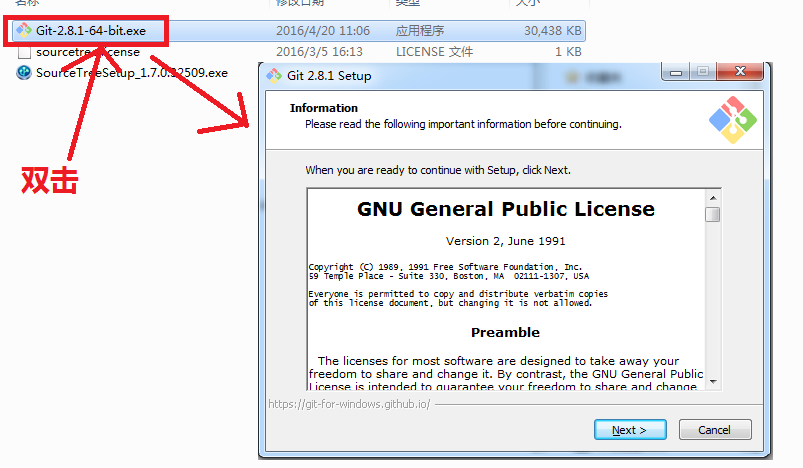 名称 修改日期 类型 大小
Git-2.8.1-64-bit.exe 2016/4/20 11:06 应用程序 30,438 KB
sourcetree.license 2016/3/5 16:13 LICENSE 文件 1 KB
SourceTreeSetup_1.7.0.32509.exe
双击
Git 2.8.1 Setup
Information
Please read the following important information before continuing.
When you are ready to continue with Setup, click Next.
GNU General Public License
Version 2, June 1991
Copyright (C) 1989, 1991 Free Software Foundation, Inc.
59 Temple Place - Suite 330, Boston, MA 02111-1307, USA
Everyone is permitted to copy and distribute verbatim copies
of this license document, but changing it is not allowed.
Preamble
The licenses for most software are designed to take away your
freedom to share and change it. By contrast, the GNU General Public
License is intended to guarantee your freedom to share and change
https://git-for-windows.github.io/
Next >
Cancel